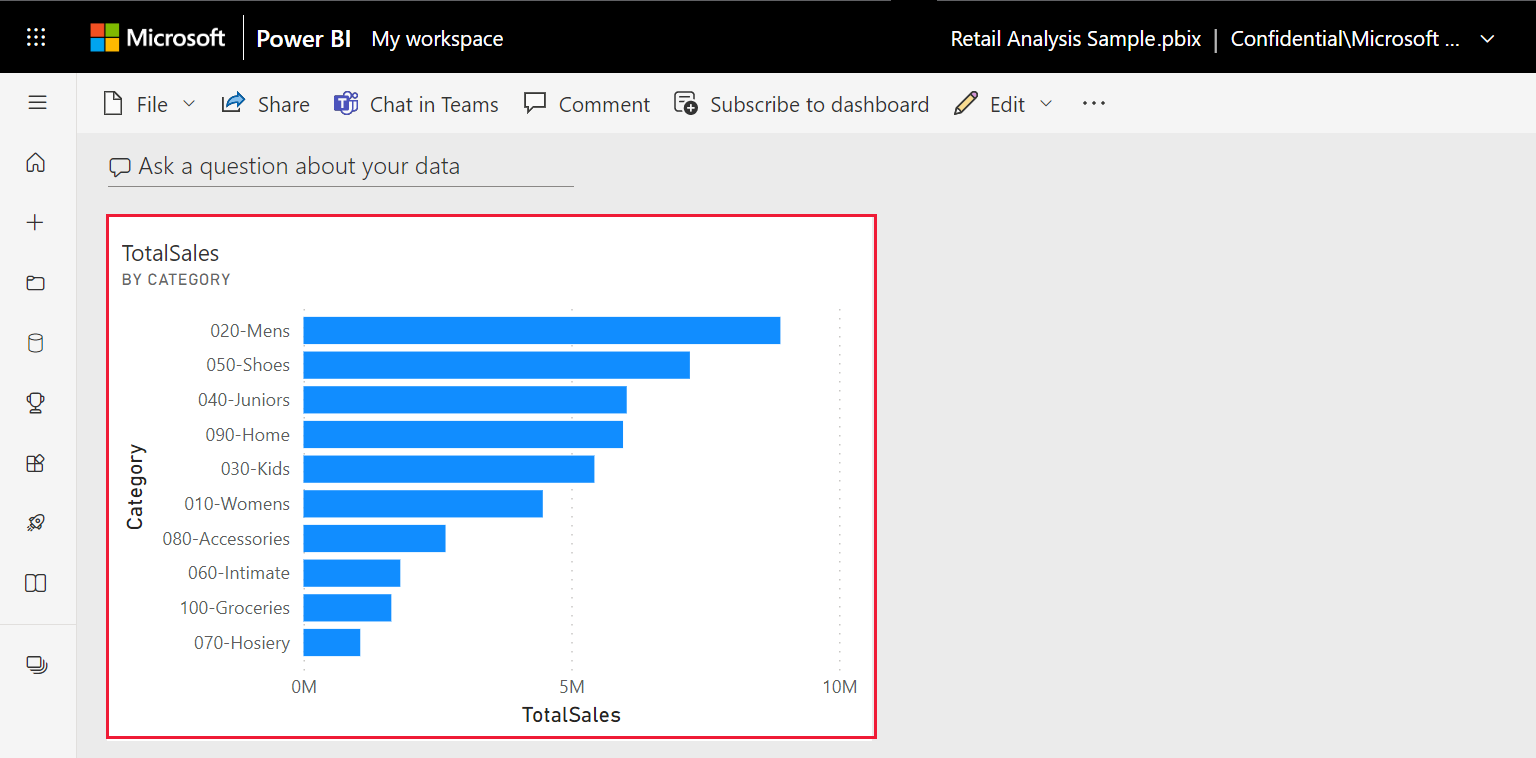 Microsoft Power BI My workspace Retail Analysis Sample.pbix | Confidential\Microsoft ...
File Share Chat in Teams Comment Subscribe to dashboard Edit ...
Ask a question about your data
TotalSales
BY CATEGORY
Category
020-Mens
050-Shoes
040-Juniors
090-Home
030-Kids
010-Womens
080-Accessories
060-Intimate
100-Groceries
070-Hosiery
0M 5M 10M
TotalSales